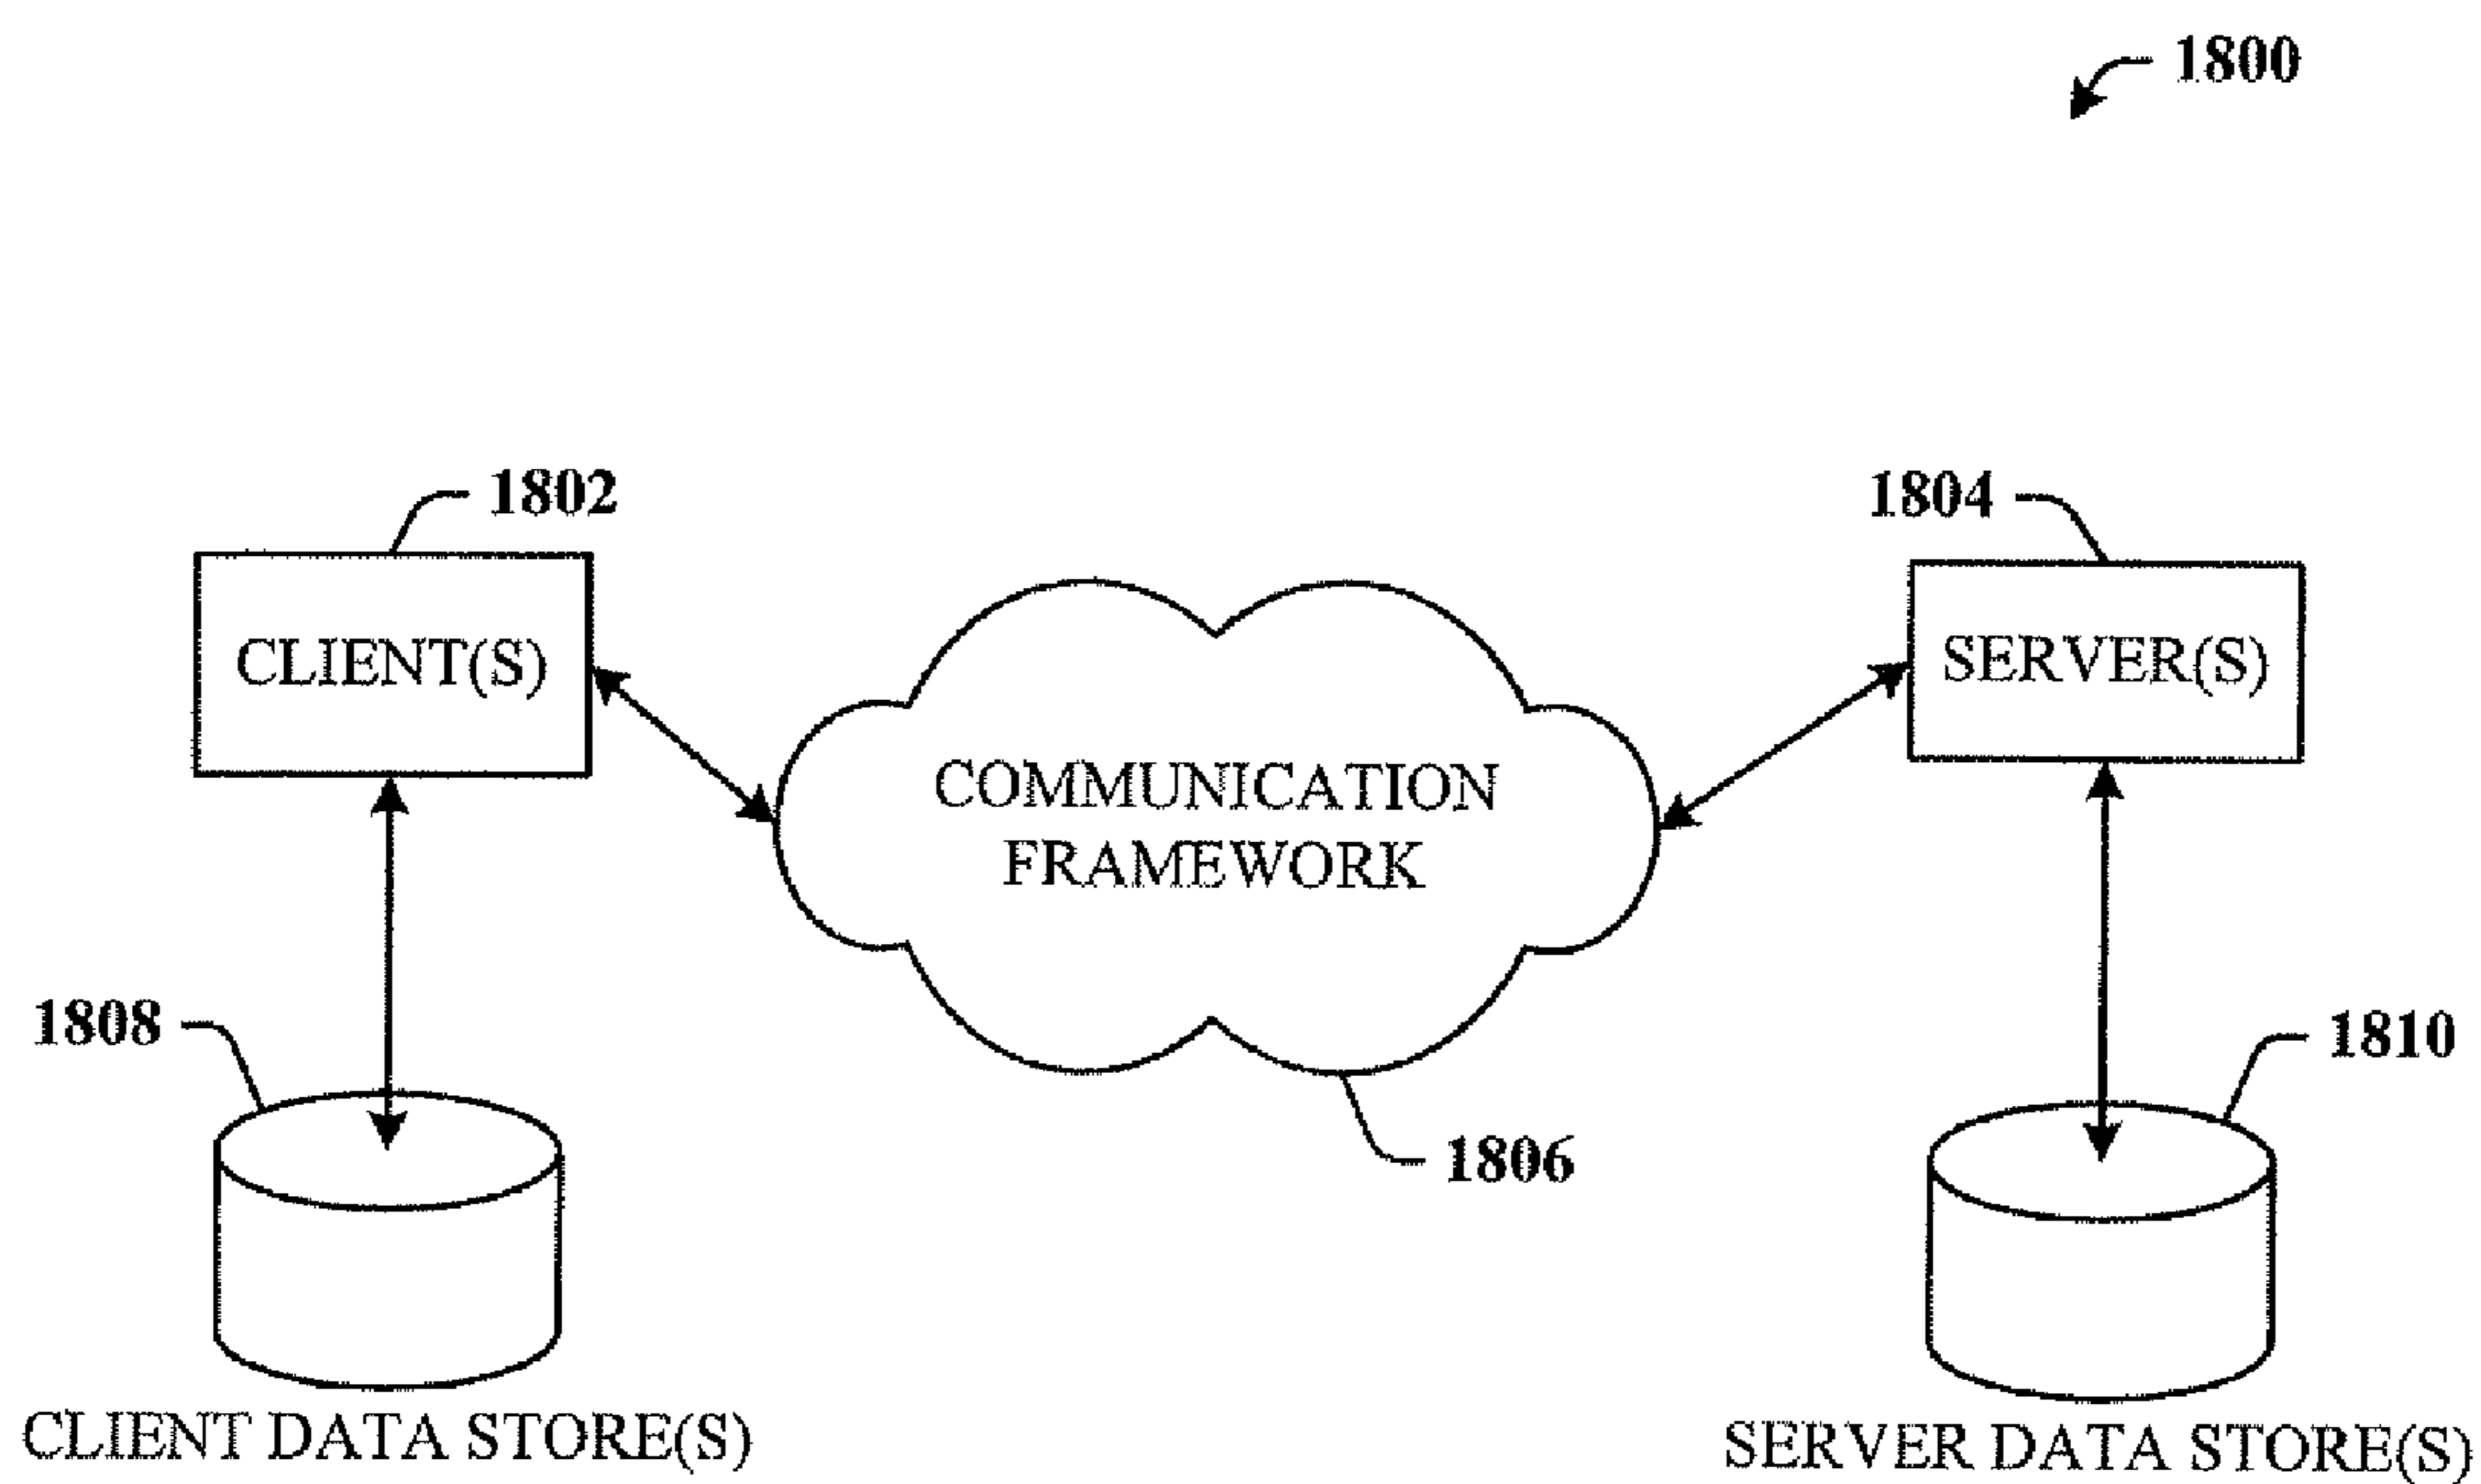 1800
1802
1804
CLIENT(S)
SERVER(S)
COMMUNICATION
FRAMEWORK
1808
1810
1806
CLIENT DATA STORE(S)
SERVER DATA STORE(S)